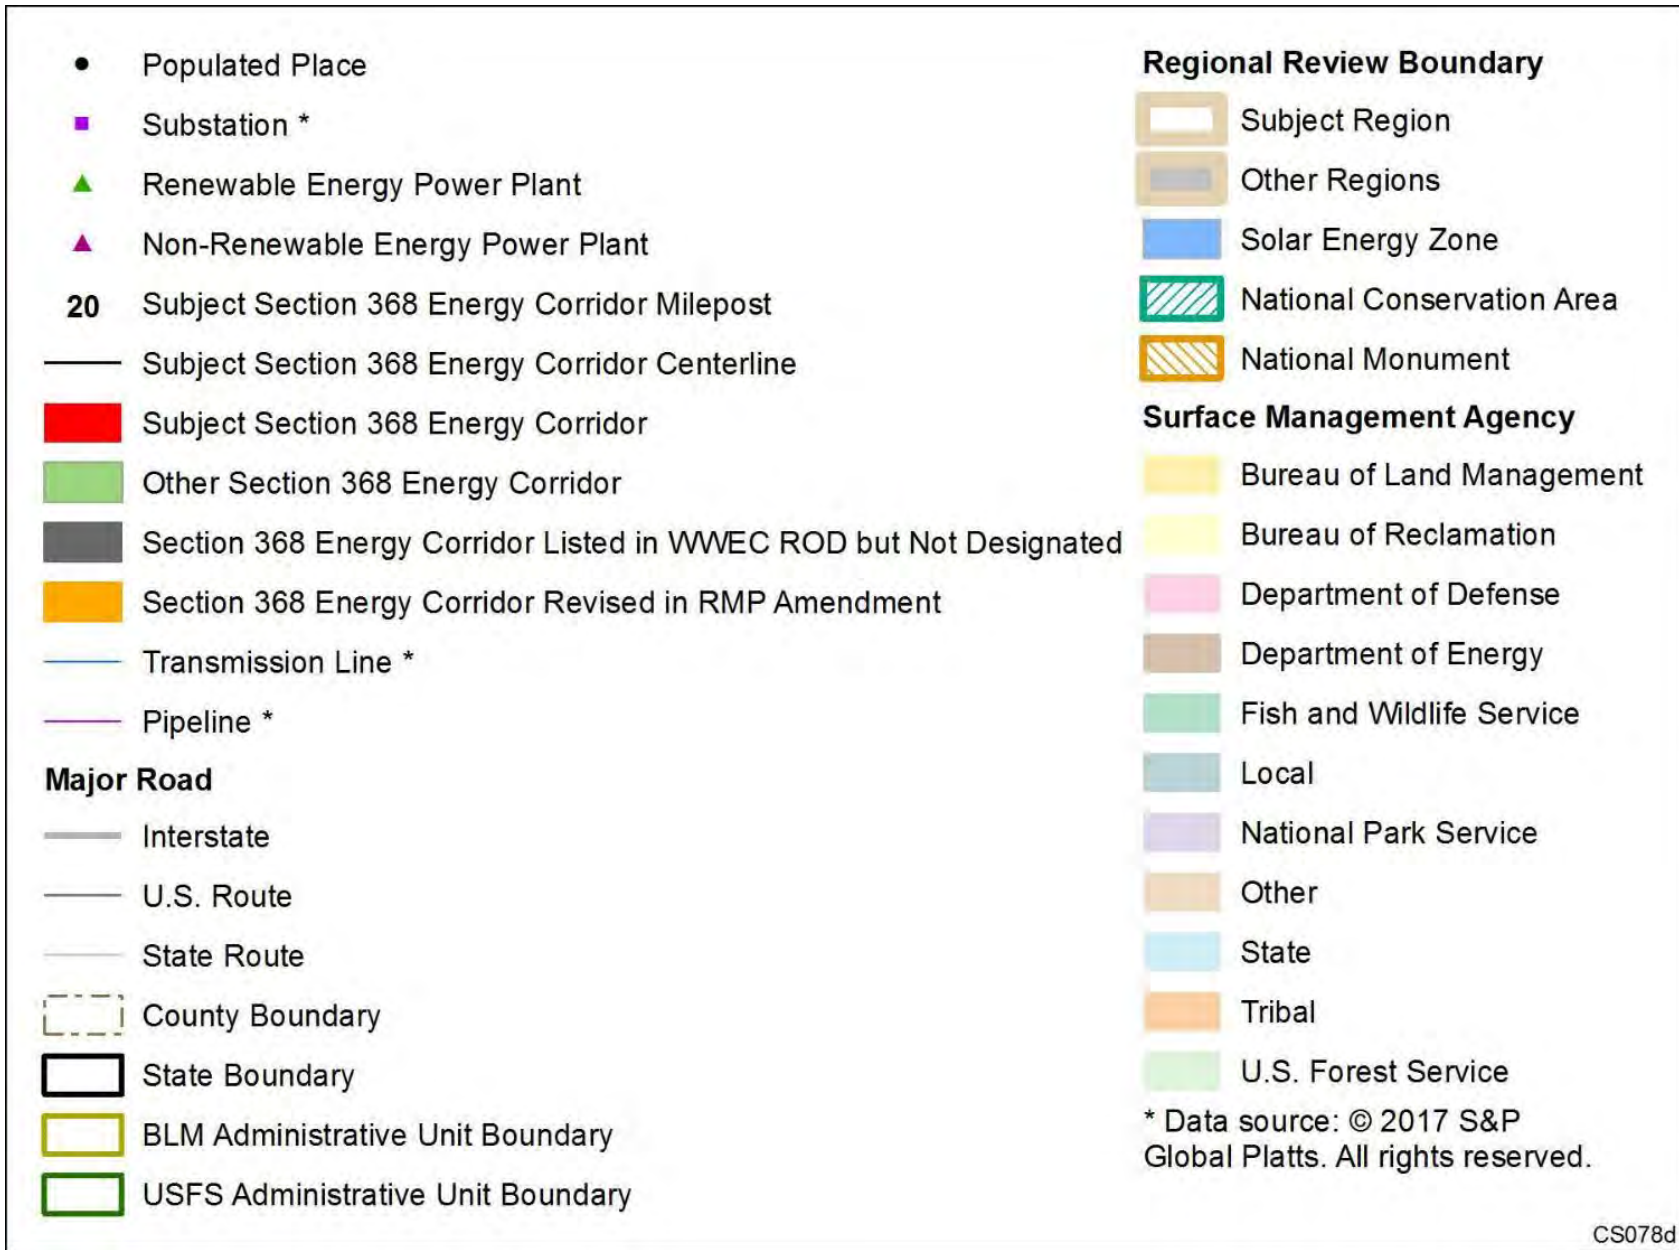 Populated Place
Substation *
Renewable Energy Power Plant
Non-Renewable Energy Power Plant
20 Subject Section 368 Energy Corridor Milepost
Subject Section 368 Energy Corridor Centerline
Subject Section 368 Energy Corridor
Other Section 368 Energy Corridor
Section 368 Energy Corridor Listed in WWEC ROD but Not Designated
Section 368 Energy Corridor Revised in RMP Amendment
Transmission Line *
Pipeline *
Major Road
Interstate
U.S. Route
State Route
County Boundary
State Boundary
BLM Administrative Unit Boundary
USFS Administrative Unit Boundary
Regional Review Boundary
Subject Region
Other Regions
Solar Energy Zone
National Conservation Area
National Monument
Surface Management Agency
Bureau of Land Management
Bureau of Reclamation
Department of Defense
Department of Energy
Fish and Wildlife Service
Local
National Park Service
Other
State
Tribal
U.S. Forest Service
* Data source: © 2017 S&P
Global Platts. All rights reserved.
CS078d